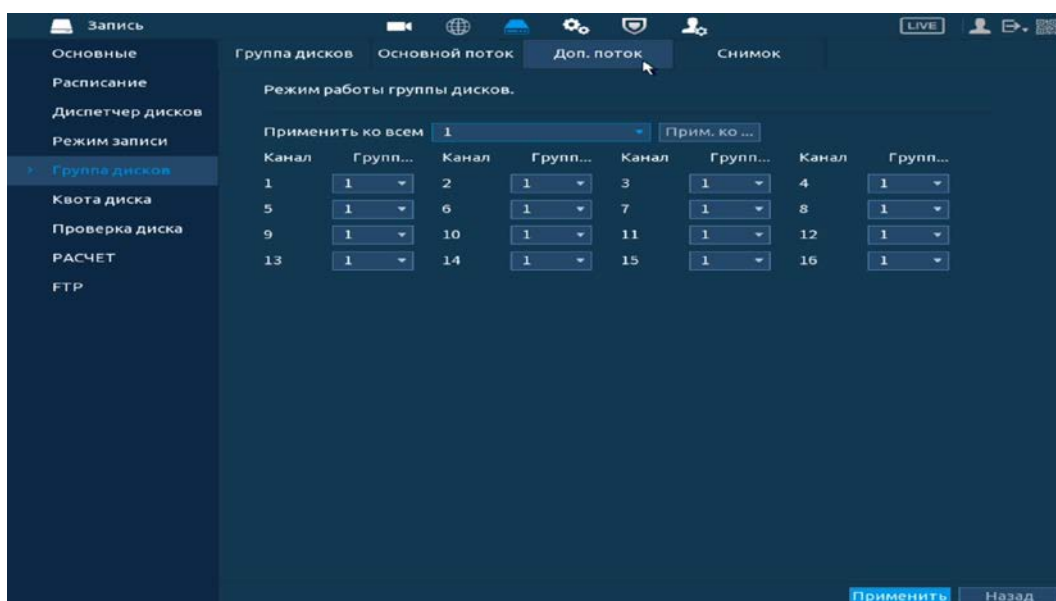 Запись LIVE
Основные
Расписание
Диспетчер дисков
Режим записи
Группа дисков
Квота диска
Проверка диска
РАСЧЕТ
FTP
Группа дисков Основной поток Доп. поток Снимок
Режим работы группы дисков.
Применить ко всем 1 Прим. ко ...
Канал Групп... Канал Групп... Канал Групп... Канал Групп...
1 1 2 1 3 1 4 1
5 1 6 1 7 1 8 1
9 1 10 1 11 1 12 1
13 1 14 1 15 1 16 1
Применить Назад